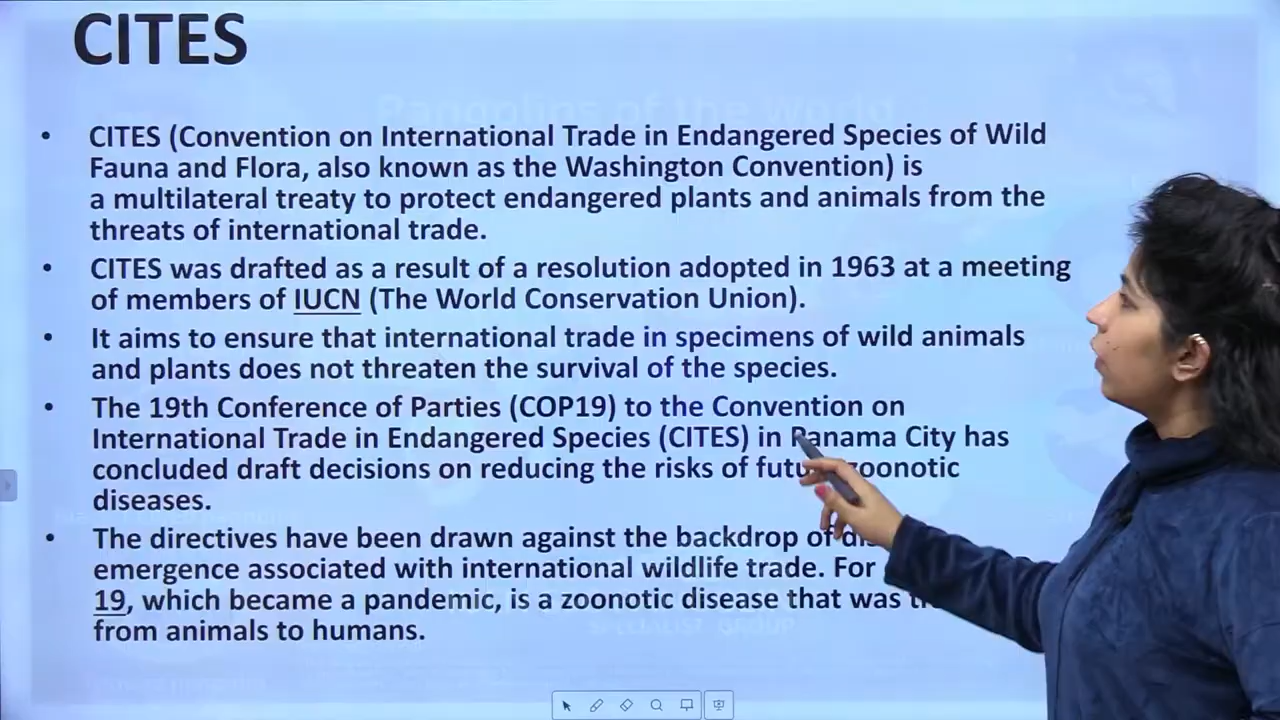 CITES
Pangolins of the World
• CITES (Convention on International Trade in Endangered Species of Wild
Fauna and Flora, also known as the Washington Convention) is
a multilateral treaty to protect endangered plants and animals from the
threats of international trade.
• CITES was drafted as a result of a resolution adopted in 1963 at a meeting
of members of IUCN (The World Conservation Union).
• It aims to ensure that international trade in specimens of wild animals
and plants does not threaten the survival of the species.
• The 19th Conference of Parties (COP19) to the Convention on
International Trade in Endangered Species (CITES) in Panama City has
concluded draft decisions on reducing the risks of zoonotic
diseases.
• The directives have been drawn against the backdrop of
emergence associated with international wildlife trade. For
19, which became a pandemic, is a zoonotic disease that was
SPECIALIST GROUP
from animals to humans.